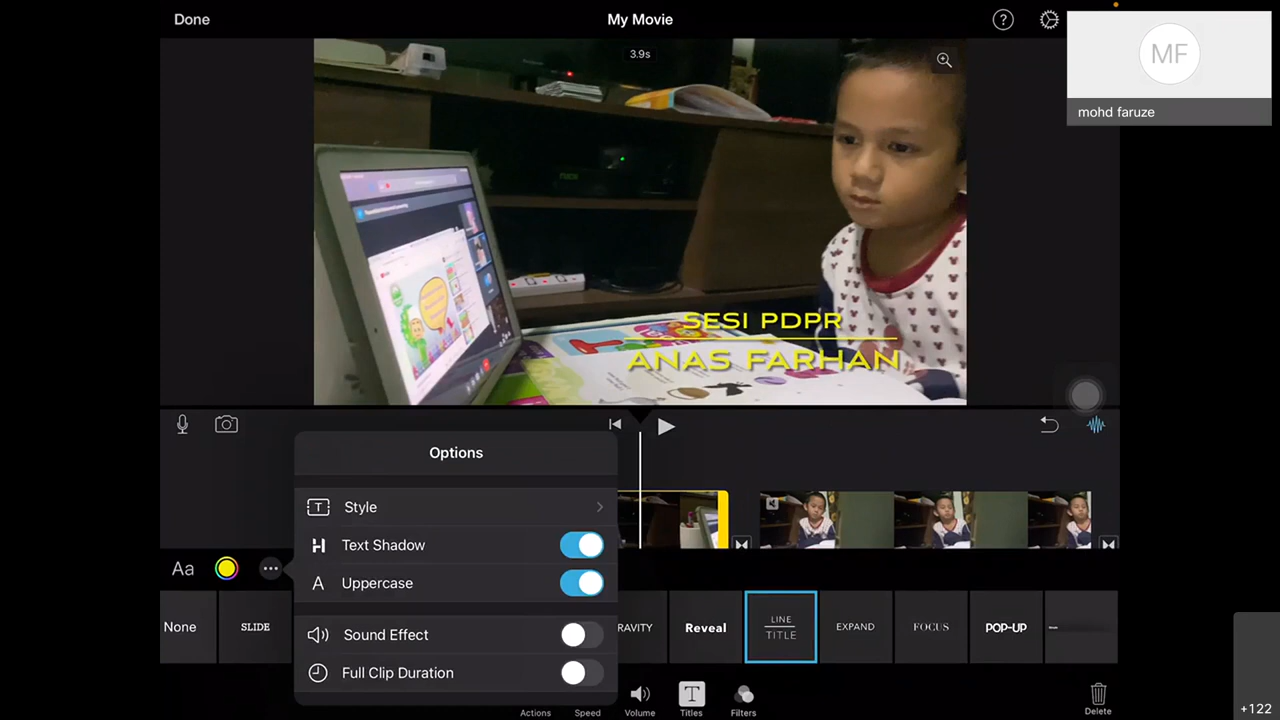 Done
My Movie
?
MF
mohd faruze
3.9s
SESI PDPR
ANAS FARHAN
Options
Style
Text Shadow
Uppercase
Sound Effect
Full Clip Duration
Aa
None
SLIDE
RAVITY
Reveal
LINE
TITLE
EXPAND
FOCUS
POP-UP
Actions
Speed
Volume
Titles
Filters
Delete
+122